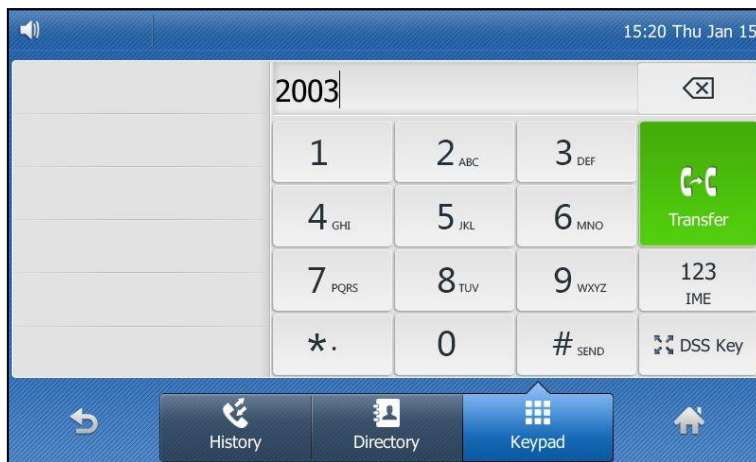 15:20 Thu Jan 15
2003
1
2 ABC
3 DEF
Transfer
4 GHI
5 JKL
6 MNO
7 PQRS
8 TUV
9 WXYZ
123
IME
*.
0
# SEND
DSS Key
History
Directory
Keypad